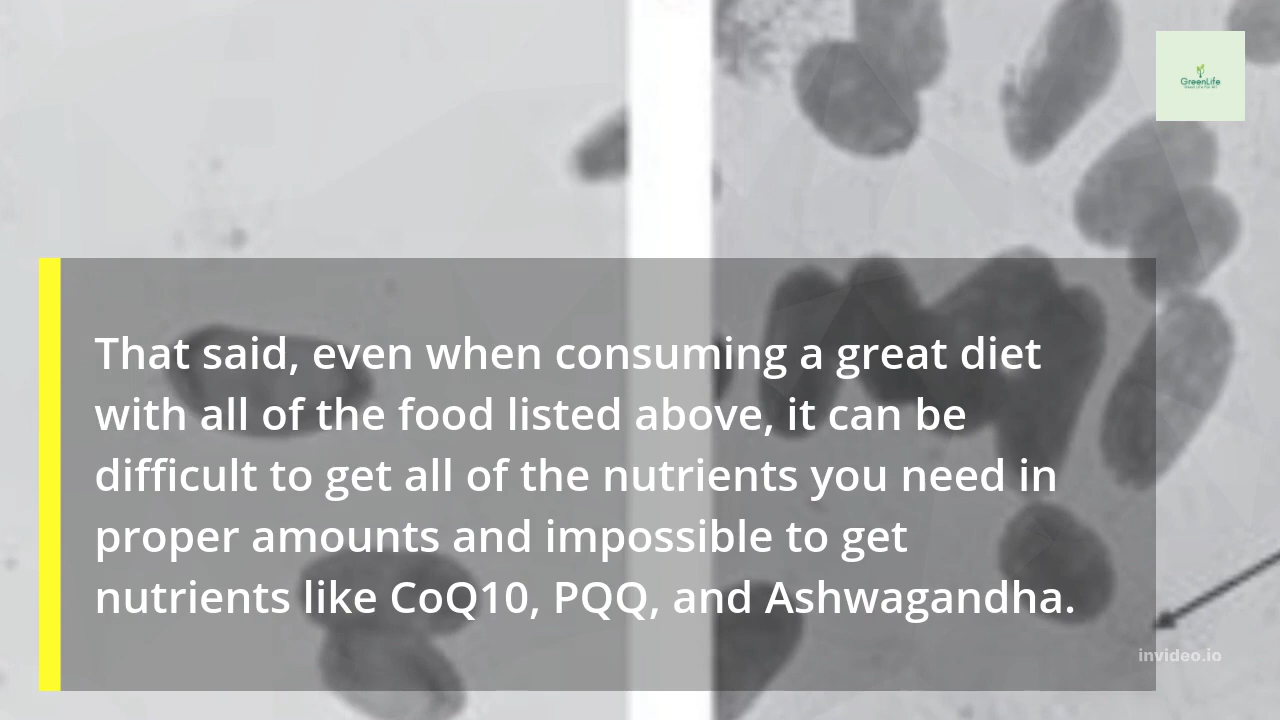 GreenLife
That said, even when consuming a great diet
with all of the food listed above, it can be
difficult to get all of the nutrients you need in
proper amounts and impossible to get
nutrients like CoQ10, PQQ, and Ashwagandha.
invideo.io